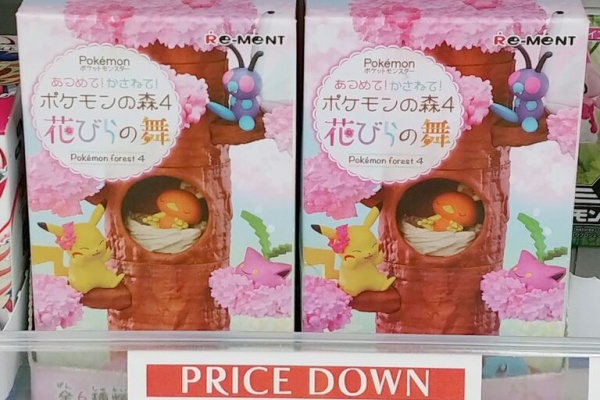 Re-MeNT
Pokémon
ポケットモンスター
あつめて!かさねて!
ポケモンの森4
花びらの舞
Pokémon forest 4
Re-MeNT
Pokémon
ポケットモンスター
あつめて!かさねて!
ポケモンの森4
花びらの舞
Pokémon forest 4
PRICE DOWN